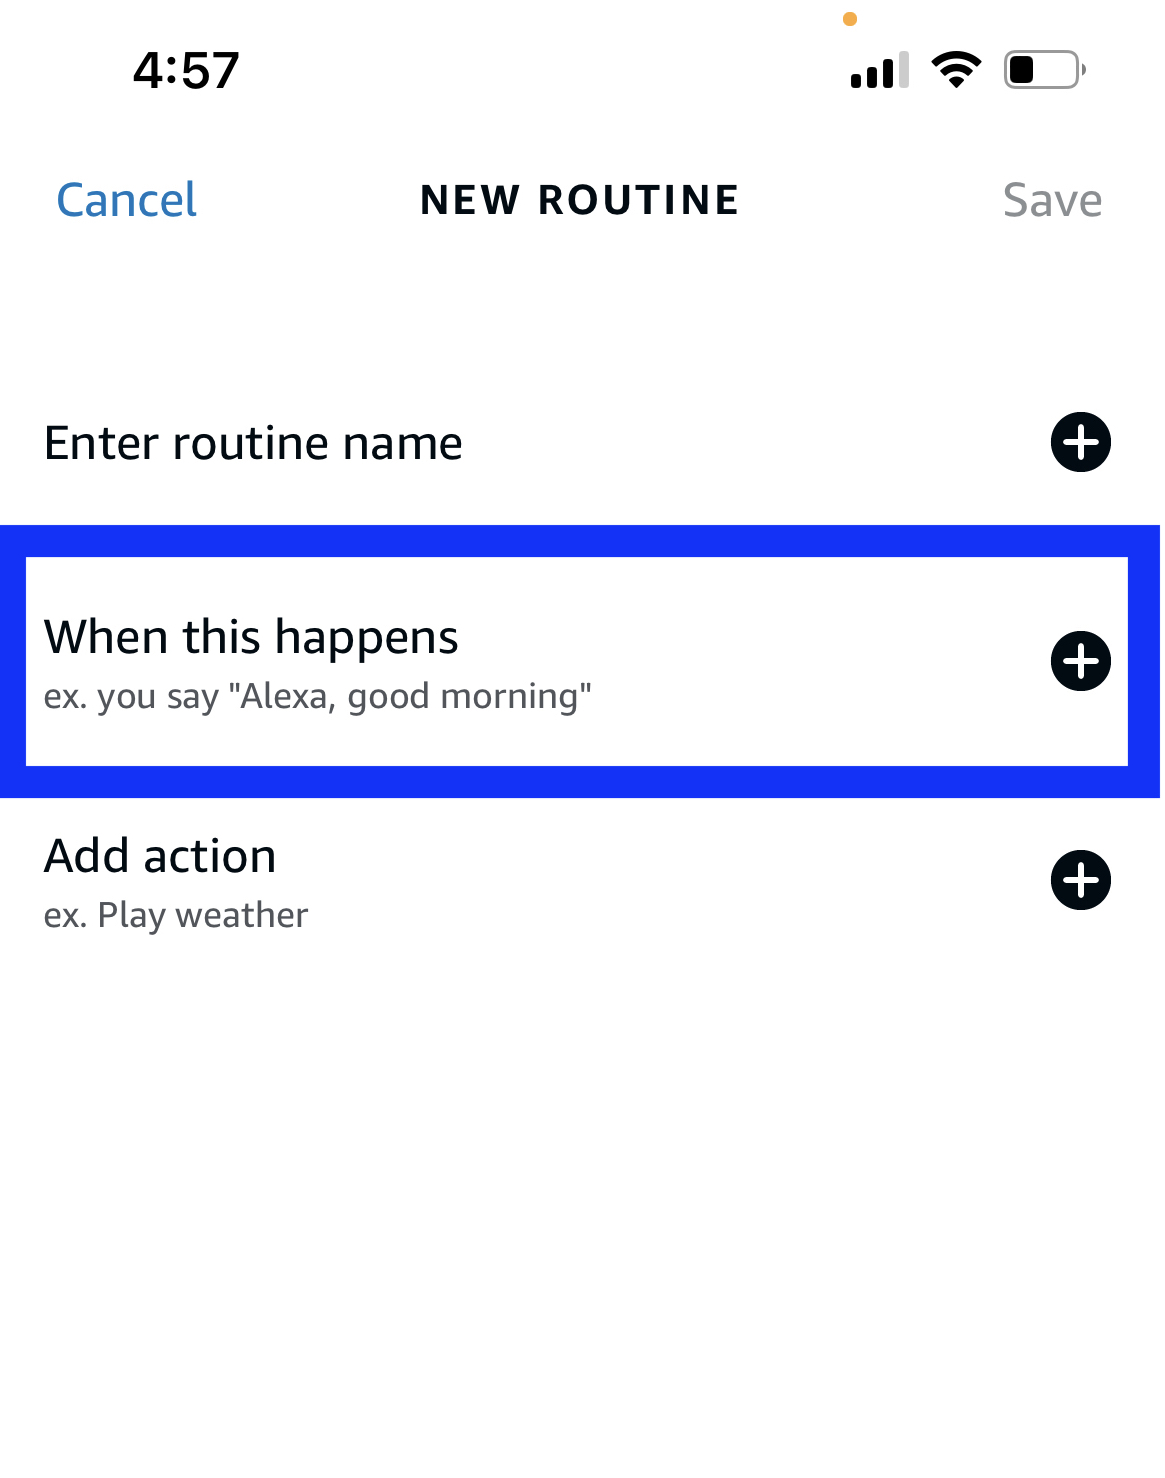 4:57
Cancel NEW ROUTINE Save
Enter routine name
When this happens
ex. you say "Alexa, good morning"
Add action
ex. Play weather